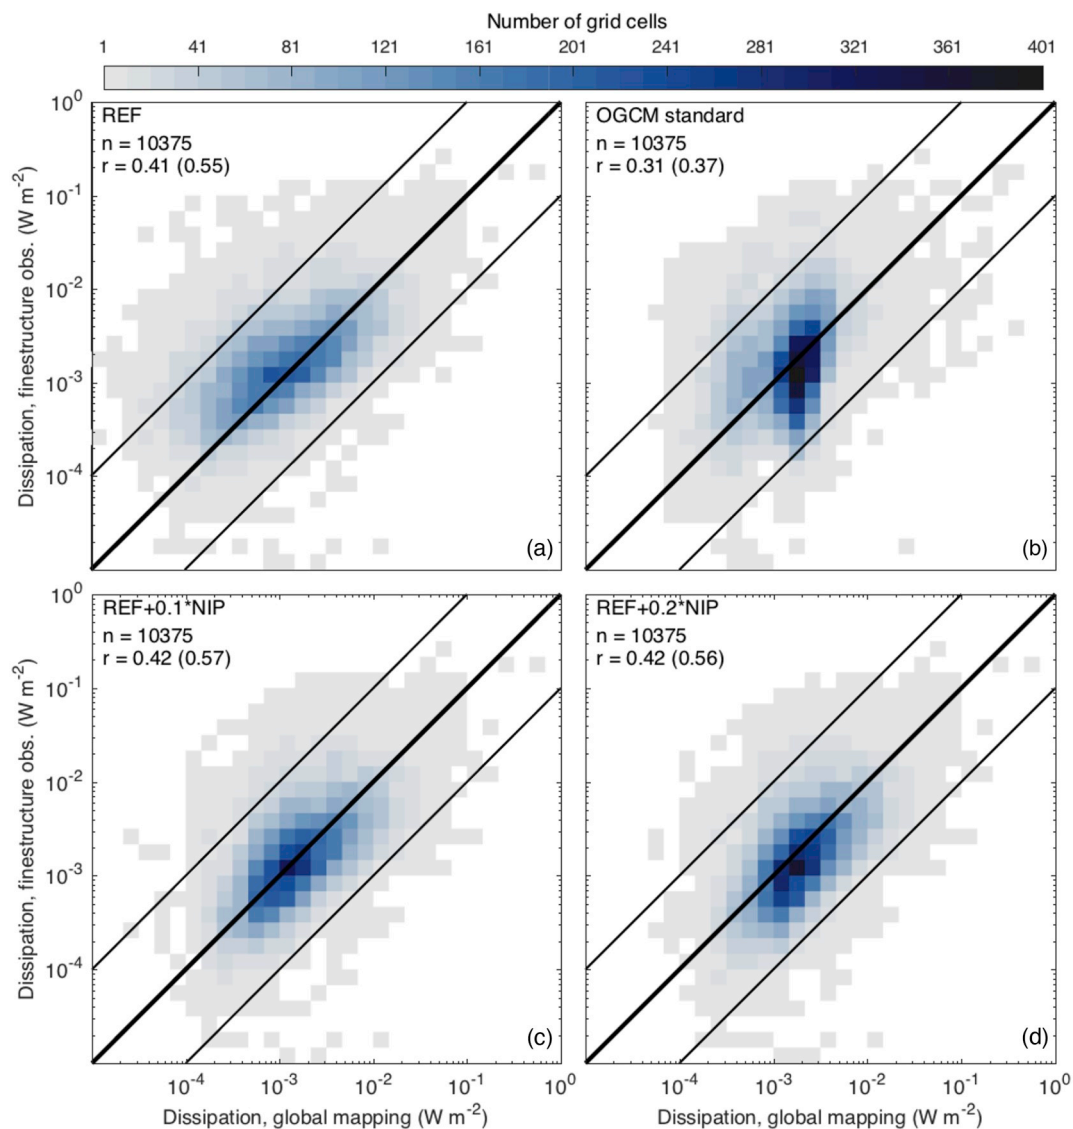 Number of grid cells
1 41 81 121 161 201 241 281 321 361 401
REF
n = 10375
r = 0.41 (0.55)
(a)
10⁰
10⁻¹
10⁻²
10⁻³
10⁻⁴
Dissipation, finestructure obs. (W m⁻²)
OGCM standard
n = 10375
r = 0.31 (0.37)
(b)
REF+0.1*NIP
n = 10375
r = 0.42 (0.57)
(c)
10⁰
10⁻¹
10⁻²
10⁻³
10⁻⁴
Dissipation, finestructure obs. (W m⁻²)
10⁻⁴ 10⁻³ 10⁻² 10⁻¹ 10⁰
Dissipation, global mapping (W m⁻²)
REF+0.2*NIP
n = 10375
r = 0.42 (0.56)
(d)
10⁻⁴ 10⁻³ 10⁻² 10⁻¹ 10⁰
Dissipation, global mapping (W m⁻²)